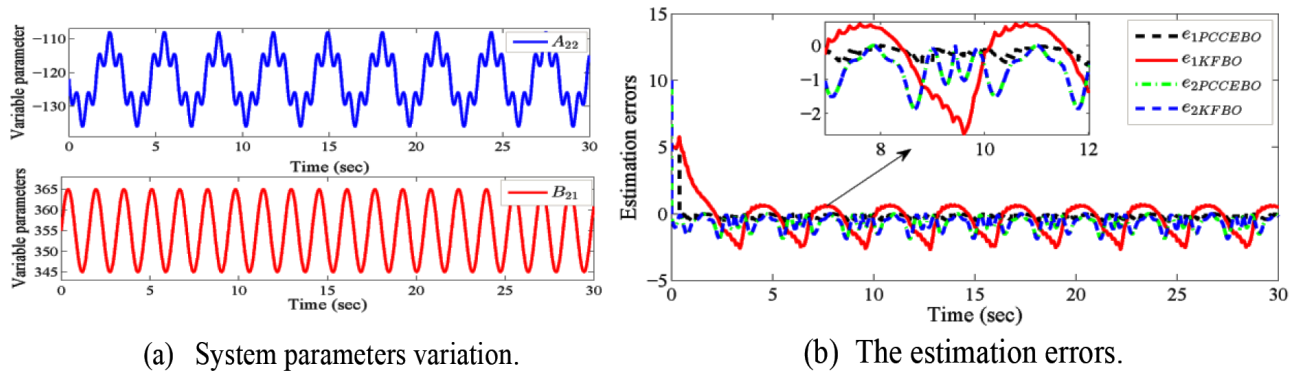 Variable parameter
−110
−120
−130
A22
0 5 10 15 20 25 30
Time (sec)
Variable parameters
365
355
345
B21
0 5 10 15 20 25 30
Time (sec)
(a) System parameters variation.
Estimation errors
15
10
5
0
−5
0
−1
−2
8 10 12
e1PCCEBO
e1KFBO
e2PCCEBO
e2KFBO
0 5 10 15 20 25 30
Time (sec)
(b) The estimation errors.